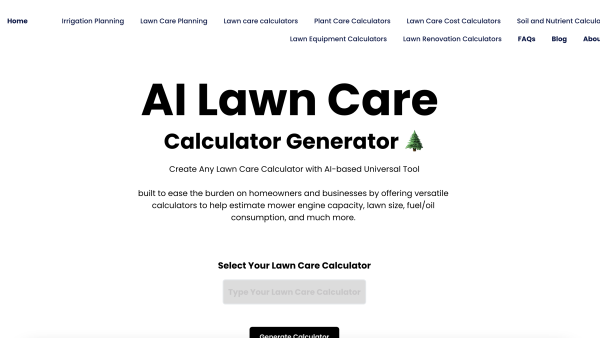 Home Irrigation Planning Lawn Care Planning Lawn care calculators Plant Care Calculators Lawn Care Cost Calculators Soil and Nutrient Calculo
Lawn Equipment Calculators Lawn Renovation Calculators FAQs Blog Abou
AI Lawn Care
Calculator Generator 🌲
Create Any Lawn Care Calculator with AI-based Universal Tool
built to ease the burden on homeowners and businesses by offering versatile
calculators to help estimate mower engine capacity, lawn size, fuel/oil
consumption, and much more.
Select Your Lawn Care Calculator
Type Your Lawn Care Calculator
Generate Calculator